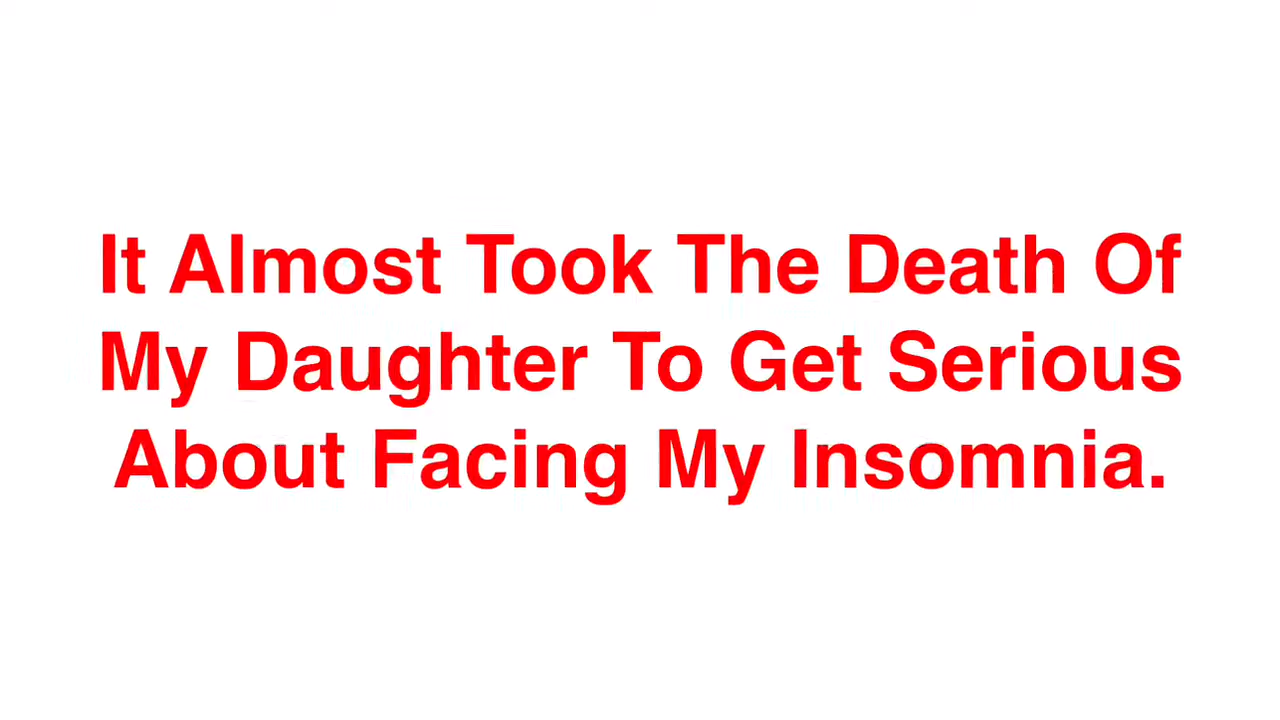 It Almost Took The Death Of
My Daughter To Get Serious
About Facing My Insomnia.